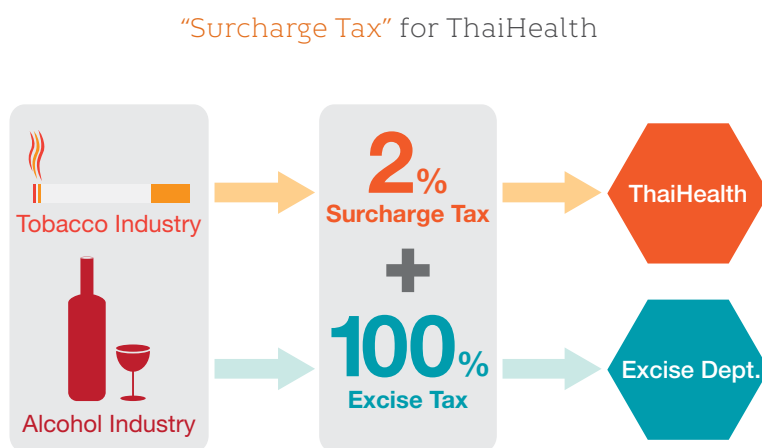 “Surcharge Tax” for ThaiHealth
Tobacco Industry
Alcohol Industry
2%
Surcharge Tax
+
100%
Excise Tax
ThaiHealth
Excise Dept.